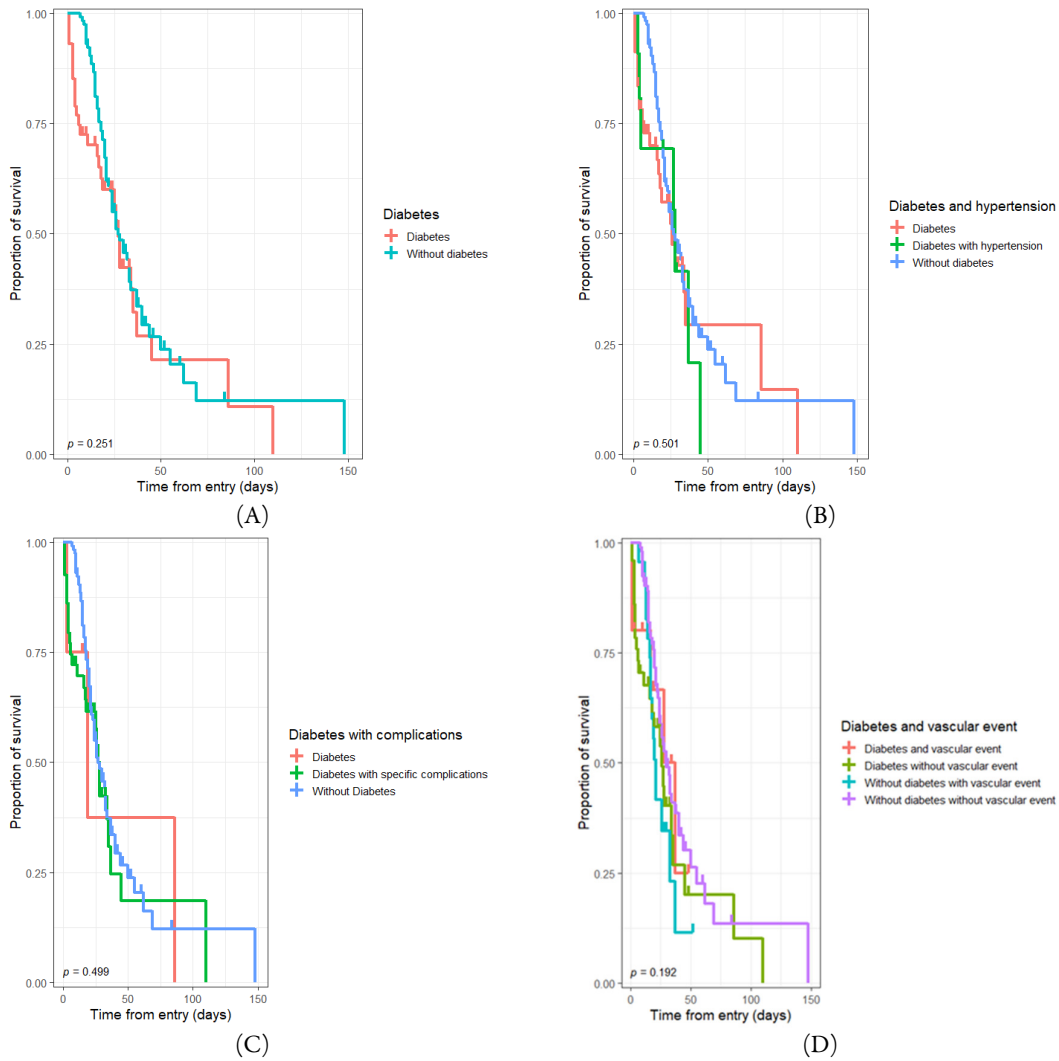 1.00
0.75
0.50
0.25
0.00
Proportion of survival
p = 0.251
0
50
100
150
Time from entry (days)
Diabetes
Diabetes
Without diabetes
(A)
1.00
0.75
0.50
0.25
0.00
Proportion of survival
p = 0.501
0
50
100
150
Time from entry (days)
Diabetes and hypertension
Diabetes
Diabetes with hypertension
Without diabetes
(B)
1.00
0.75
0.50
0.25
0.00
Proportion of survival
p = 0.499
0
50
100
150
Time from entry (days)
Diabetes with complications
Diabetes
Diabetes with specific complications
Without Diabetes
(C)
1.00
0.75
0.50
0.25
0.00
Proportion of survival
p = 0.192
0
50
100
150
Time from entry (days)
Diabetes and vascular event
Diabetes and vascular event
Diabetes without vascular event
Without diabetes with vascular event
Without diabetes without vascular event
(D)